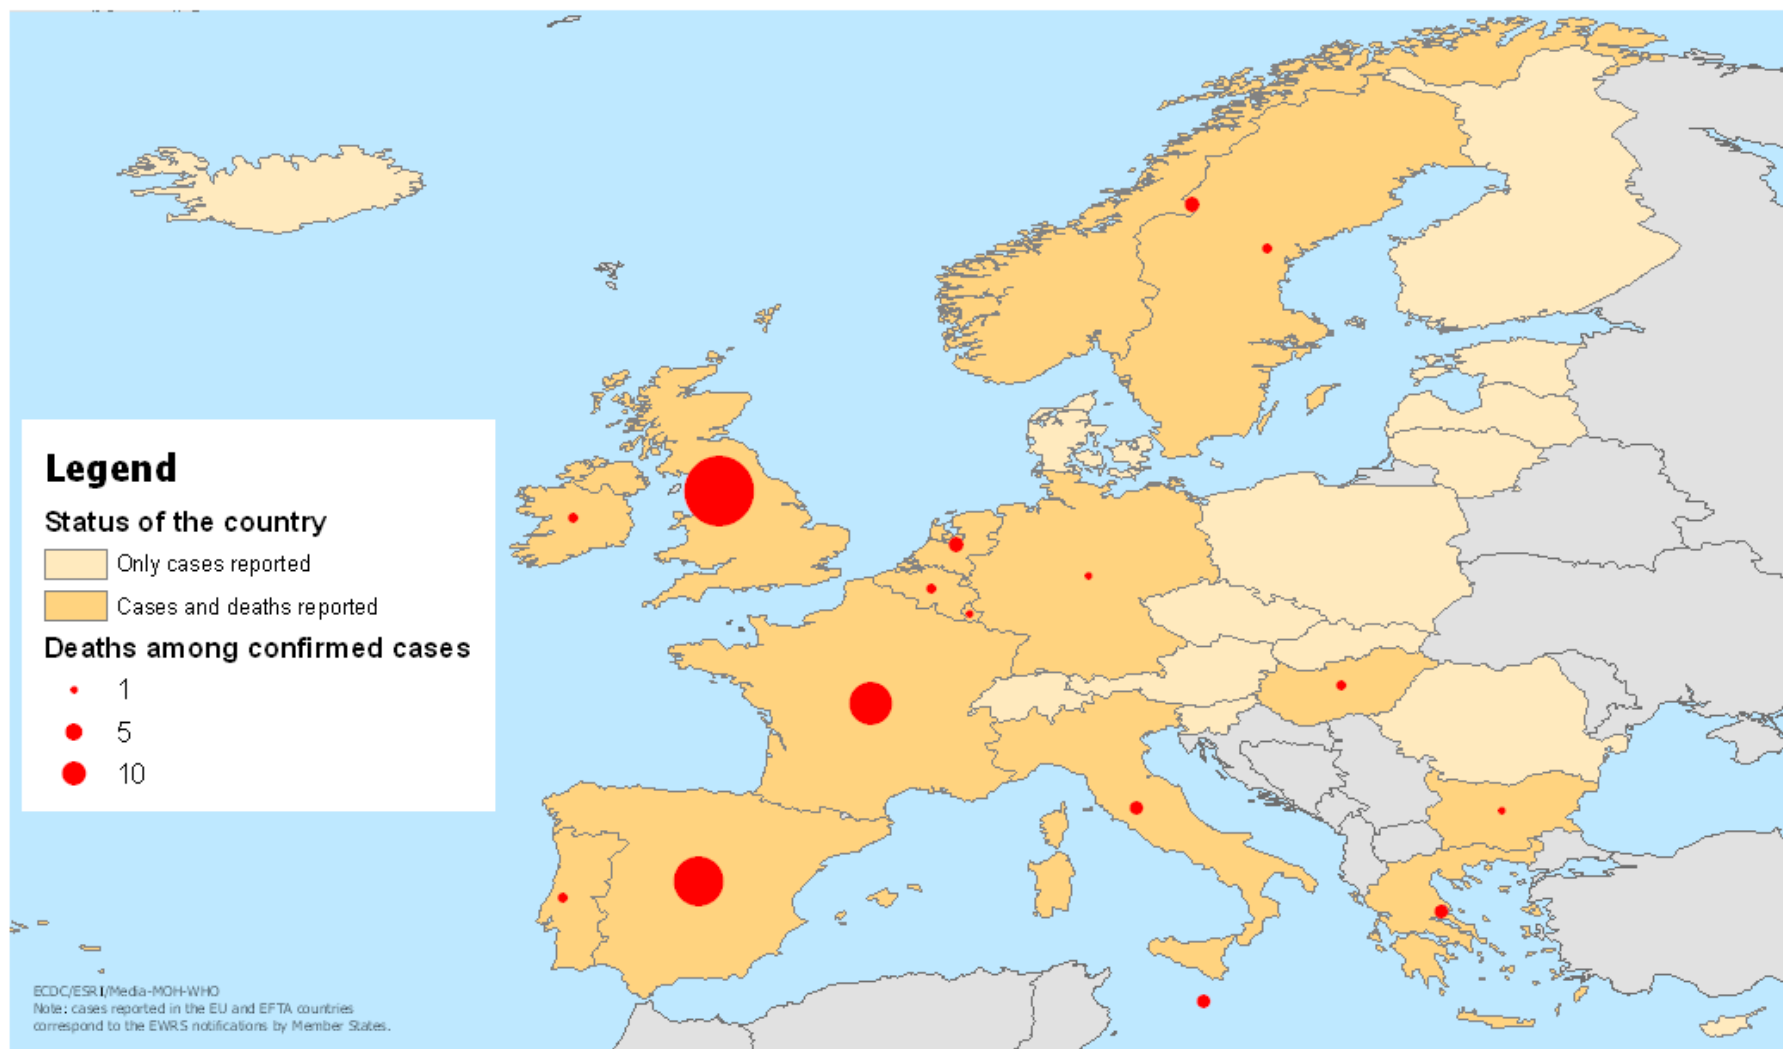 Legend
Status of the country
Only cases reported
Cases and deaths reported
Deaths among confirmed cases
1
5
10
ECDC/ESRI/Media-MOH-WHO
Note: cases reported in the EU and EFTA countries
correspond to the EWRS notifications by Member States.